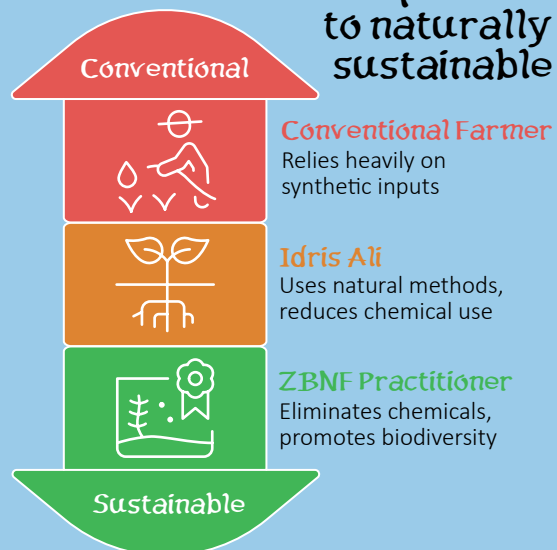 to naturally
sustainable
Conventional
Conventional Farmer
Relies heavily on
synthetic inputs
Idris Ali
Uses natural methods,
reduces chemical use
ZBNF Practitioner
Eliminates chemicals,
promotes biodiversity
Sustainable